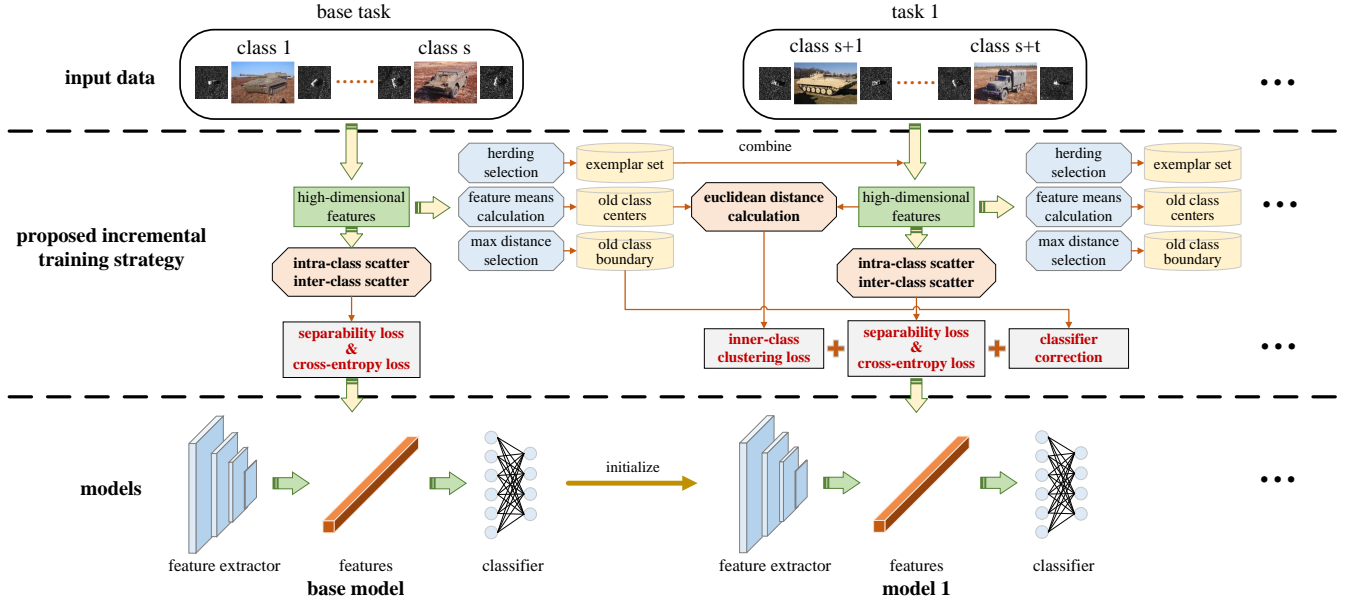 base task
task 1
class 1
class s
class s+1
class s+t
input data
combine
herding
selection
exemplar set
herding
selection
exemplar set
high-dimensional
features
feature means
calculation
old class
centers
euclidean distance
calculation
high-dimensional
features
feature means
calculation
old class
centers
proposed incremental
training strategy
max distance
selection
old class
boundary
max distance
selection
old class
boundary
intra-class scatter
inter-class scatter
intra-class scatter
inter-class scatter
separability loss
&
cross-entropy loss
inner-class
clustering loss
separability loss
&
cross-entropy loss
classifier
correction
models
initialize
feature extractor
features
classifier
feature extractor
features
classifier
base model
model 1